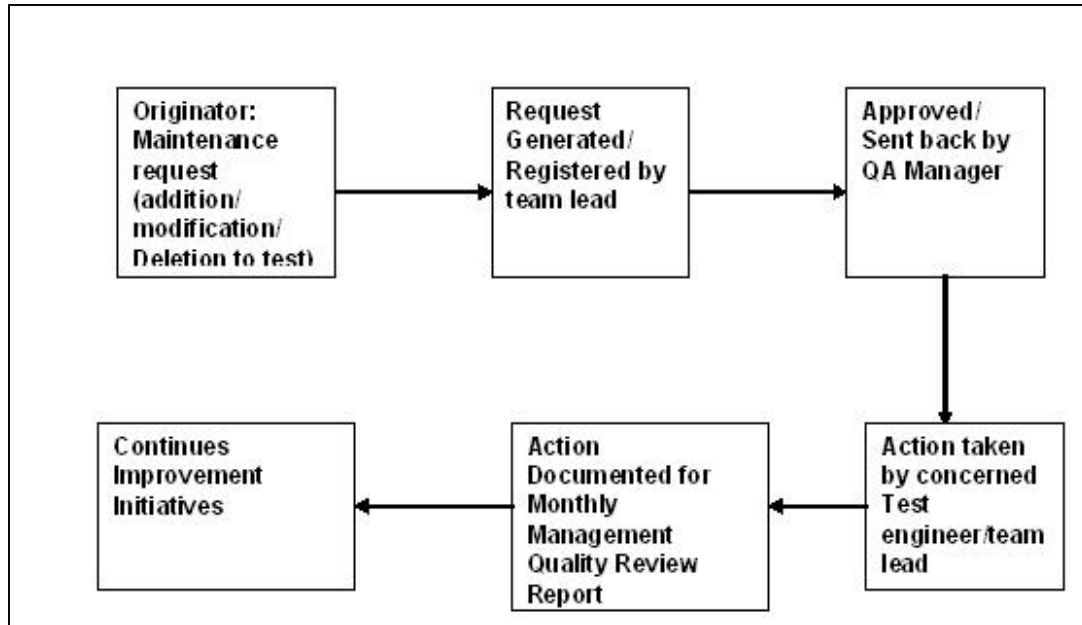 Originator:
Maintenance
request
(addition/
modification/
Deletion to test)
Request
Generated/
Registered by
team lead
Approved/
Sent back by
QA Manager
Action taken
by concerned
Test
engineer/team
lead
Action
Documented for
Monthly
Management
Quality Review
Report
Continues
Improvement
Initiatives